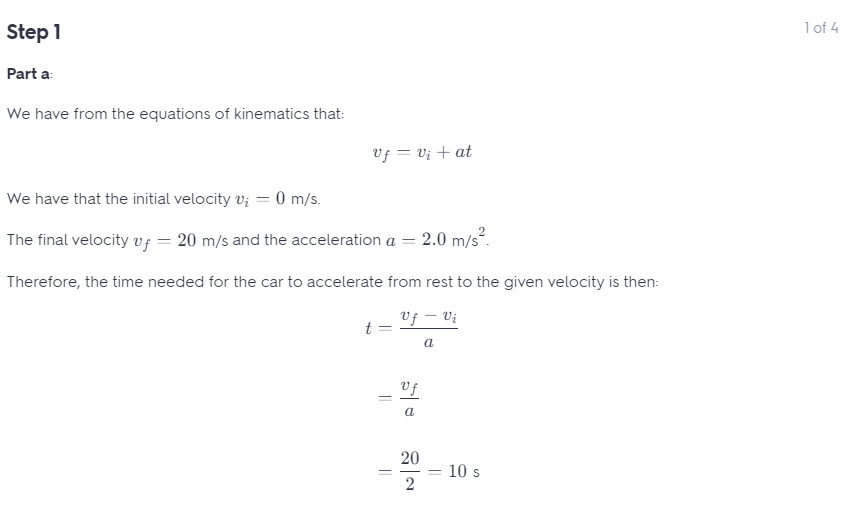 Step 1
1 of 4
Part a:
We have from the equations of kinematics that:
v_f = v_i + at
We have that the initial velocity v_i = 0 m/s.
The final velocity v_f = 20 m/s and the acceleration a = 2.0 m/s².
Therefore, the time needed for the car to accelerate from rest to the given velocity is then:
t = (v_f − v_i) / a
= v_f / a
= 20 / 2 = 10 s